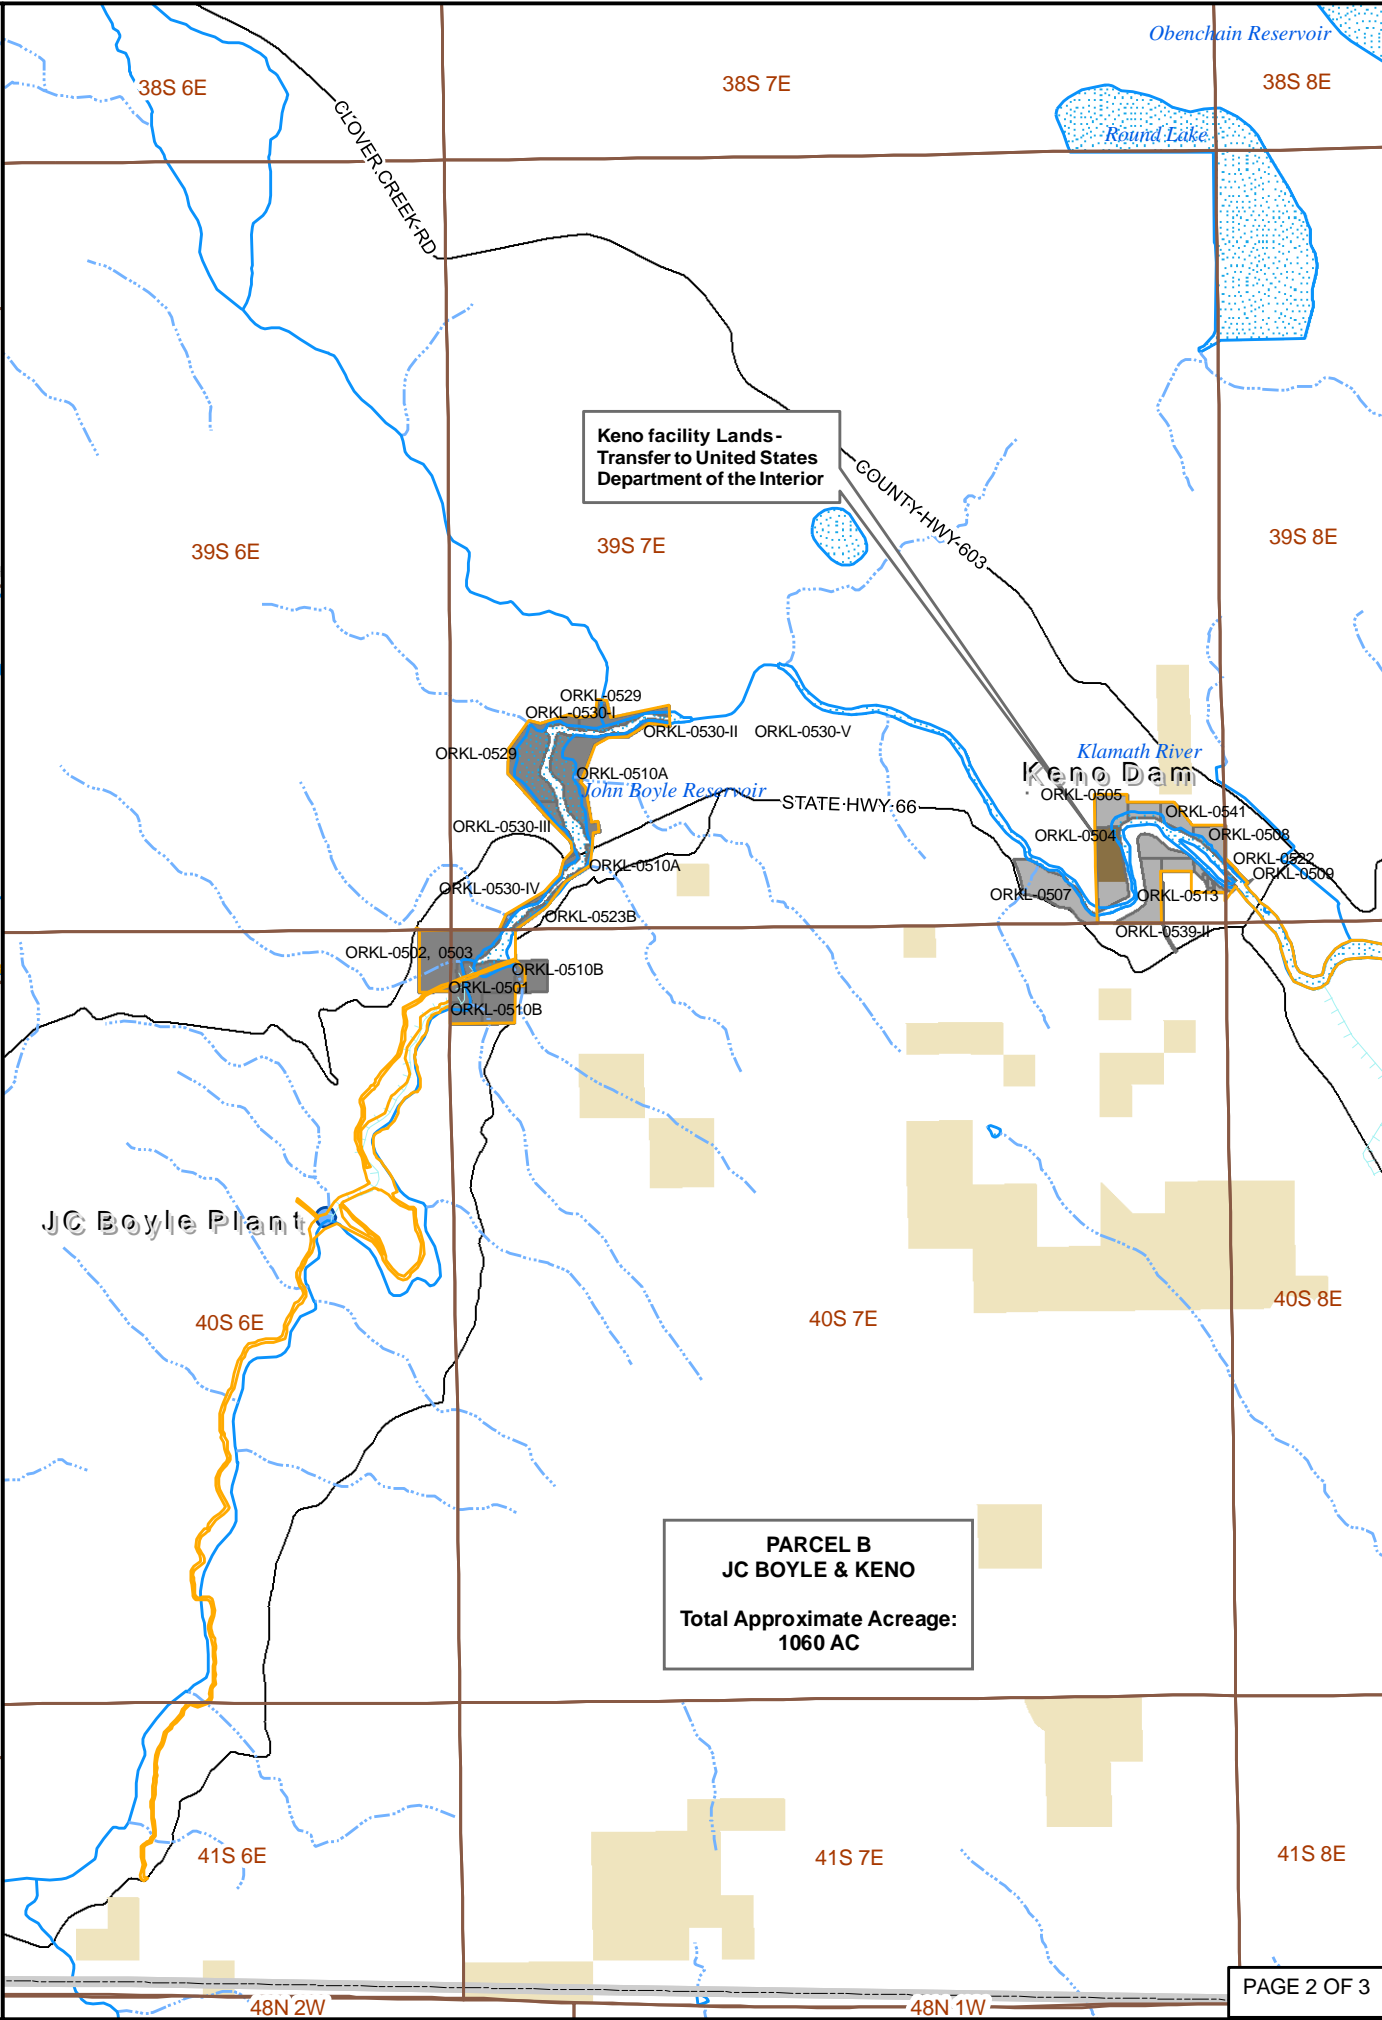 Obenchain Reservoir
38S 6E
38S 7E
38S 8E
CLOVER CREEK RD
Round Lake
Keno facility Lands -
Transfer to United States
Department of the Interior
COUNTY HWY 603
39S 6E
39S 7E
39S 8E
ORKL-0529
ORKL-0530-I
ORKL-0530-II
ORKL-0530-V
ORKL-0529
Klamath River
Keno Dam
ORKL-0510A
John Boyle Reservoir
STATE HWY 66
ORKL-0505
ORKL-0541
ORKL-0530-III
ORKL-0504
ORKL-0508
ORKL-0510A
ORKL-0522
ORKL-0509
ORKL-0530-IV
ORKL-0507
ORKL-0513
ORKL-0523B
ORKL-0539-II
ORKL-0502, 0503
ORKL-0510B
ORKL-0501
ORKL-0510B
JC Boyle Plant
40S 6E
40S 7E
40S 8E
PARCEL B
JC BOYLE & KENO
Total Approximate Acreage:
1060 AC
41S 6E
41S 7E
41S 8E
48N 2W
48N 1W
PAGE 2 OF 3